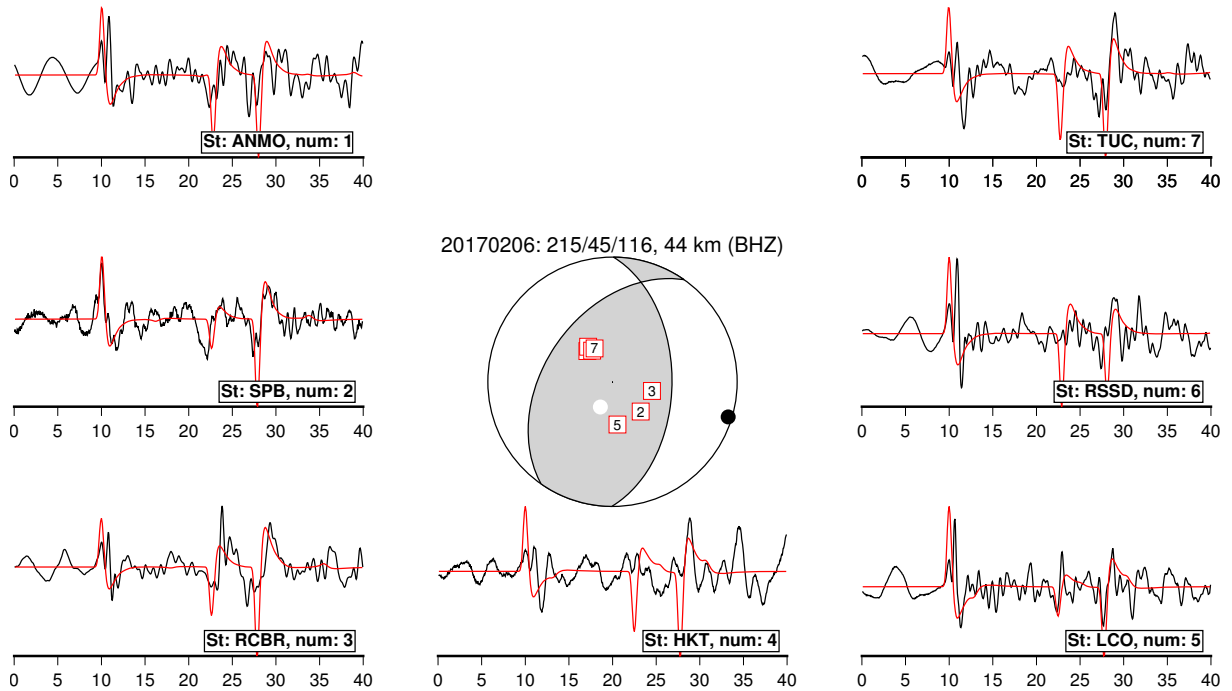 St: ANMO, num: 1
0 5 10 15 20 25 30 35 40
St: TUC, num: 7
0 5 10 15 20 25 30 35 40
20170206: 215/45/116, 44 km (BHZ)
7
3
2
5
St: SPB, num: 2
0 5 10 15 20 25 30 35 40
St: RSSD, num: 6
0 5 10 15 20 25 30 35 40
St: RCBR, num: 3
0 5 10 15 20 25 30 35 40
St: HKT, num: 4
0 5 10 15 20 25 30 35 40
St: LCO, num: 5
0 5 10 15 20 25 30 35 40